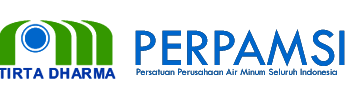 TIRTA DHARMA
PERPAMSI
Persatuan Perusahaan Air Minum Seluruh Indonesia